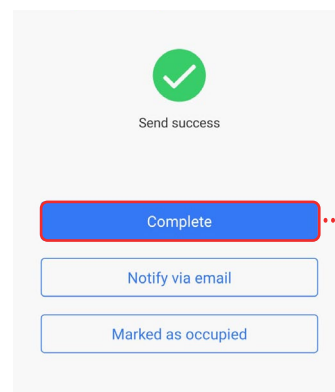 Send success
Complete
Notify via email
Marked as occupied